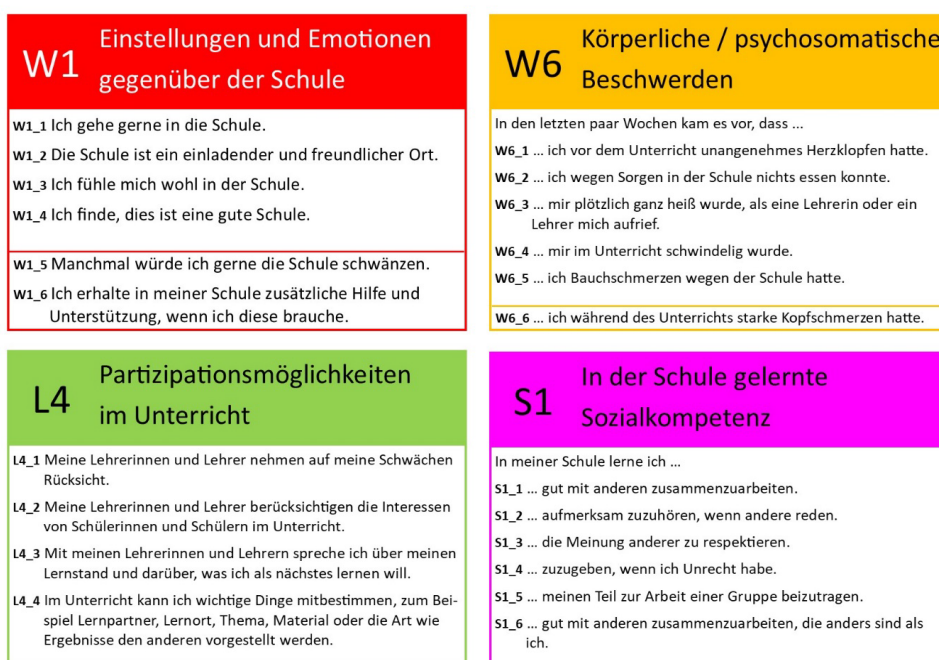 W1
Einstellungen und Emotionen
gegenüber der Schule
W1_1 Ich gehe gerne in die Schule.
W1_2 Die Schule ist ein einladender und freundlicher Ort.
W1_3 Ich fühle mich wohl in der Schule.
W1_4 Ich finde, dies ist eine gute Schule.
W1_5 Manchmal würde ich gerne die Schule schwänzen.
W1_6 Ich erhalte in meiner Schule zusätzliche Hilfe und
Unterstützung, wenn ich diese brauche.
W6
Körperliche / psychosomatische
Beschwerden
In den letzten paar Wochen kam es vor, dass ...
W6_1 ... ich vor dem Unterricht unangenehmes Herzklopfen hatte.
W6_2 ... ich wegen Sorgen in der Schule nichts essen konnte.
W6_3 ... mir plötzlich ganz heiß wurde, als eine Lehrerin oder ein
Lehrer mich aufrief.
W6_4 ... mir im Unterricht schwindelig wurde.
W6_5 ... ich Bauchschmerzen wegen der Schule hatte.
W6_6 ... ich während des Unterrichts starke Kopfschmerzen hatte.
L4
Partizipationsmöglichkeiten
im Unterricht
L4_1 Meine Lehrerinnen und Lehrer nehmen auf meine Schwächen
Rücksicht.
L4_2 Meine Lehrerinnen und Lehrer berücksichtigen die Interessen
von Schülerinnen und Schülern im Unterricht.
L4_3 Mit meinen Lehrerinnen und Lehrern spreche ich über meinen
Lernstand und darüber, was ich als nächstes lernen will.
L4_4 Im Unterricht kann ich wichtige Dinge mitbestimmen, zum Bei-
spiel Lernpartner, Lernort, Thema, Material oder die Art wie
Ergebnisse den anderen vorgestellt werden.
S1
In der Schule gelernte
Sozialkompetenz
In meiner Schule lerne ich ...
S1_1 ... gut mit anderen zusammenzuarbeiten.
S1_2 ... aufmerksam zuzuhören, wenn andere reden.
S1_3 ... die Meinung anderer zu respektieren.
S1_4 ... zuzugeben, wenn ich Unrecht habe.
S1_5 ... meinen Teil zur Arbeit einer Gruppe beizutragen.
S1_6 ... gut mit anderen zusammenzuarbeiten, die anders sind als
ich.